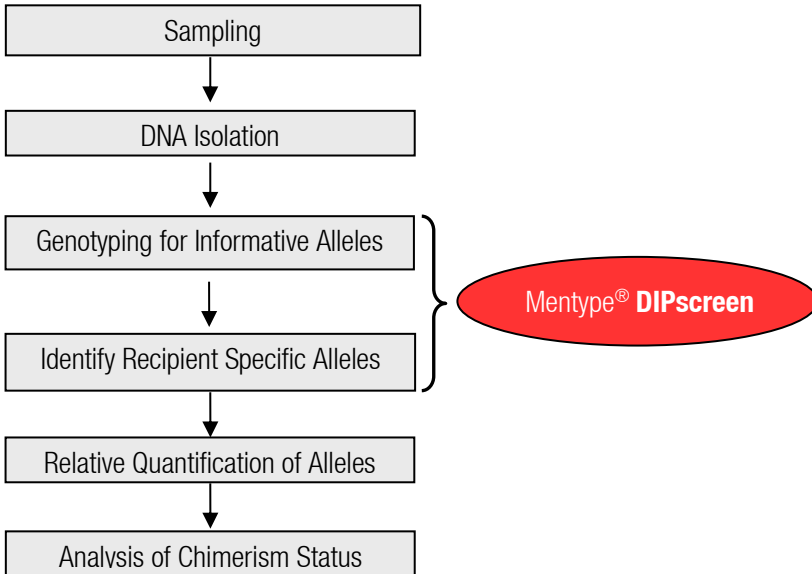 Sampling
DNA Isolation
Genotyping for Informative Alleles
Mentype® DIPscreen
Identify Recipient Specific Alleles
Relative Quantification of Alleles
Analysis of Chimerism Status